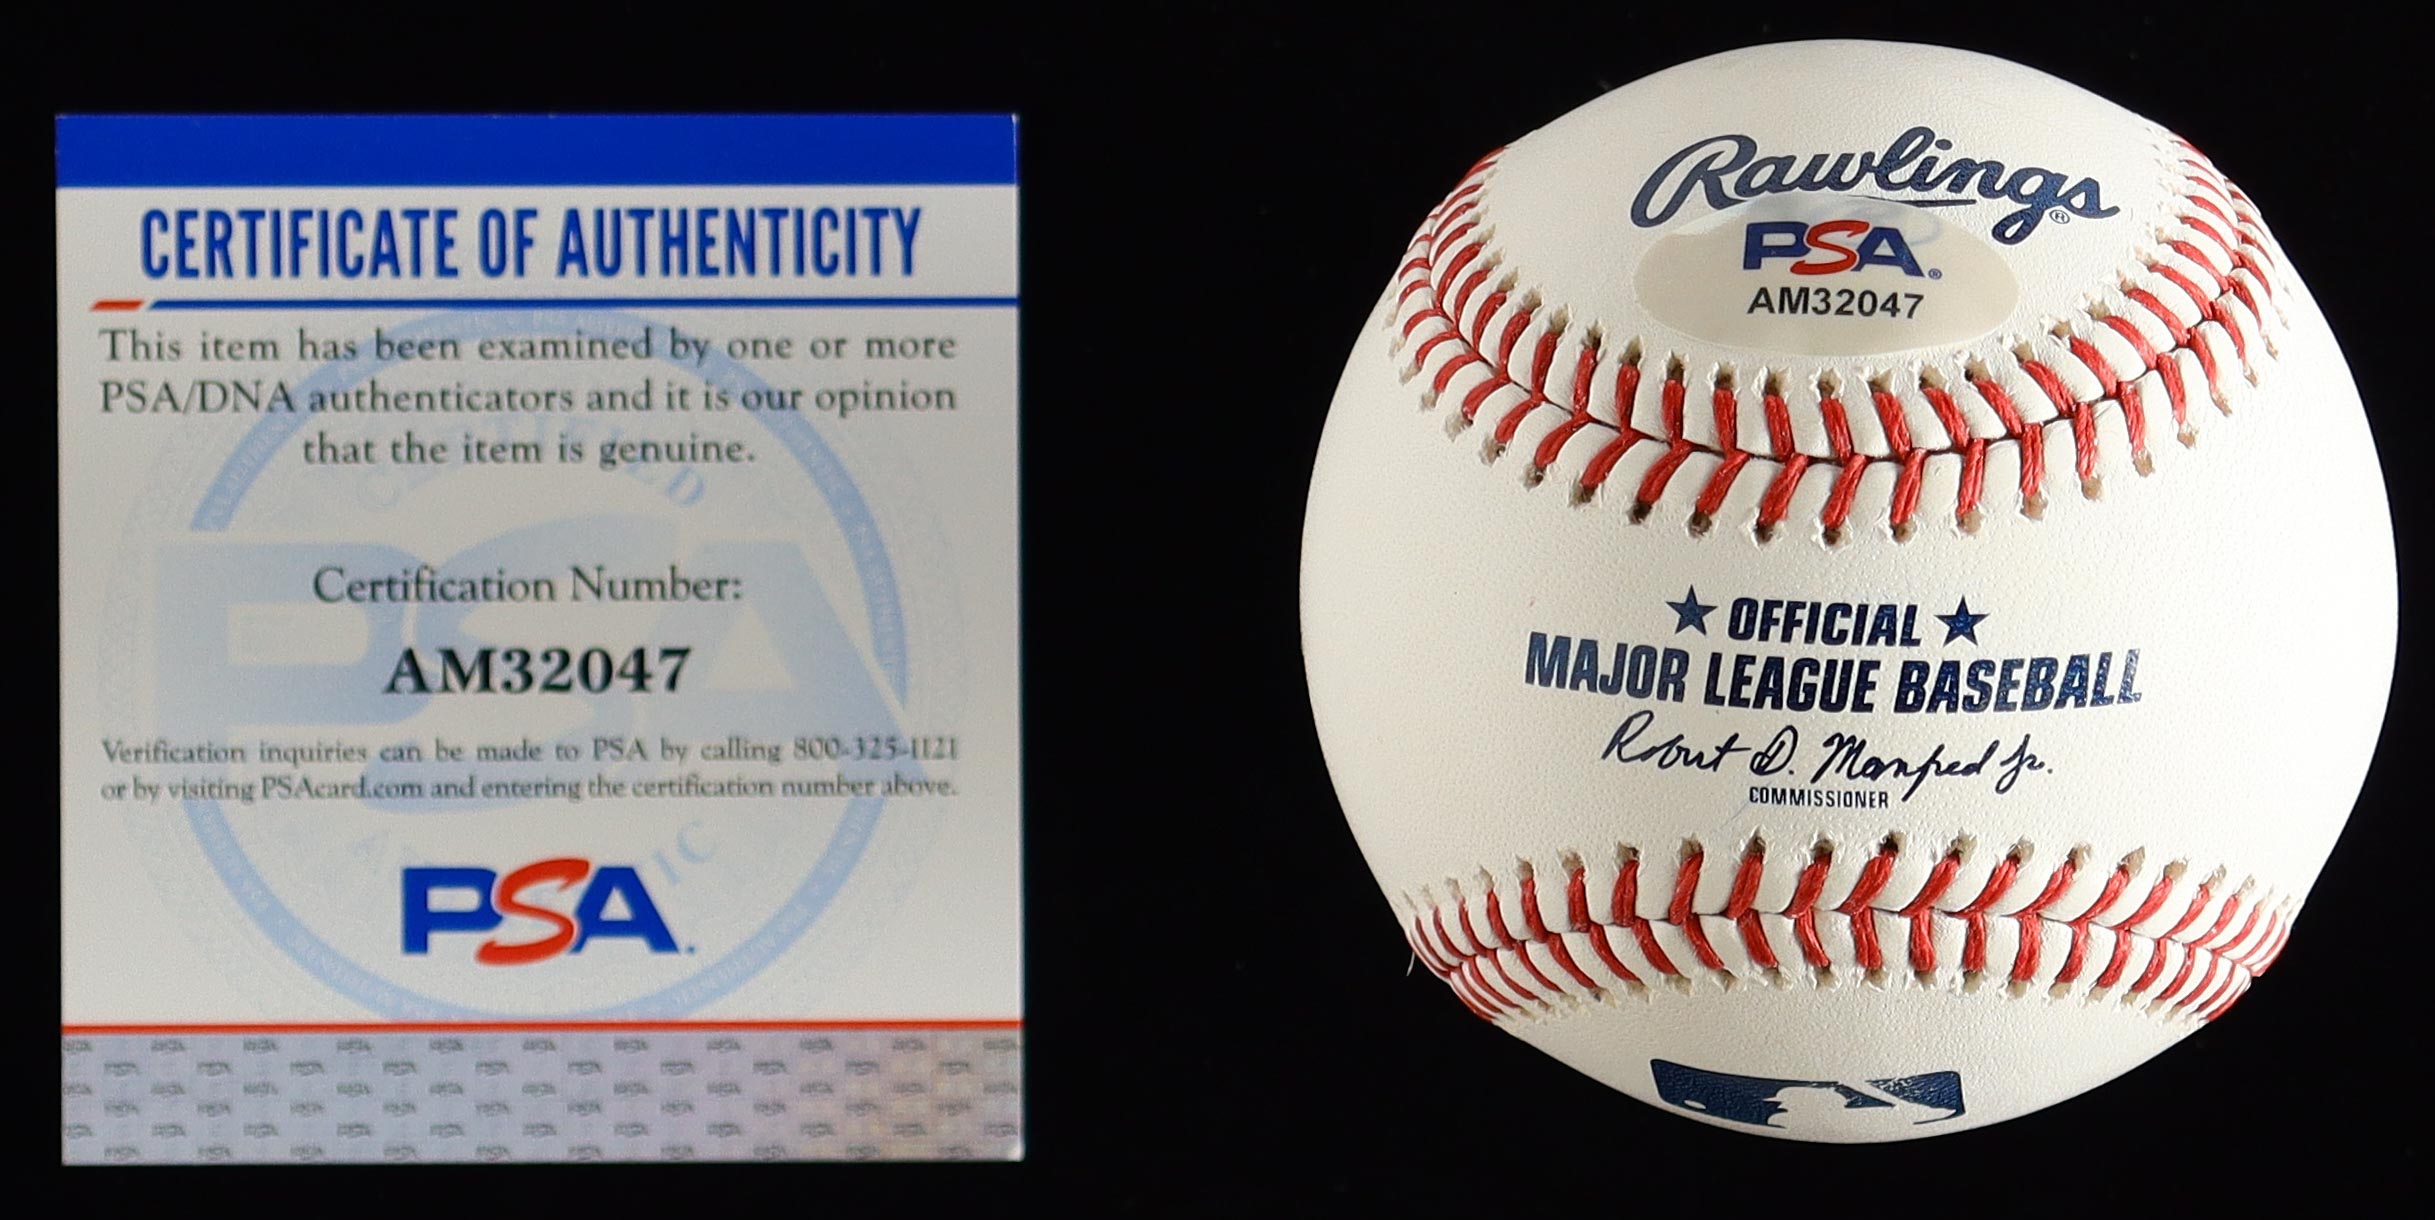 CERTIFICATE OF AUTHENTICITY
This item has been examined by one or more
PSA/DNA authenticators and it is our opinion
that the item is genuine.
CERTIFIED
Certification Number:
AM32047
Verification inquiries can be made to PSA by calling 800-325-1121
or by visiting PSAcard.com and entering the certification number above.
PSA.
Rawlings®
PSA®
AM32047
★ OFFICIAL ★
MAJOR LEAGUE BASEBALL
Robert D. Manfred Jr.
COMMISSIONER